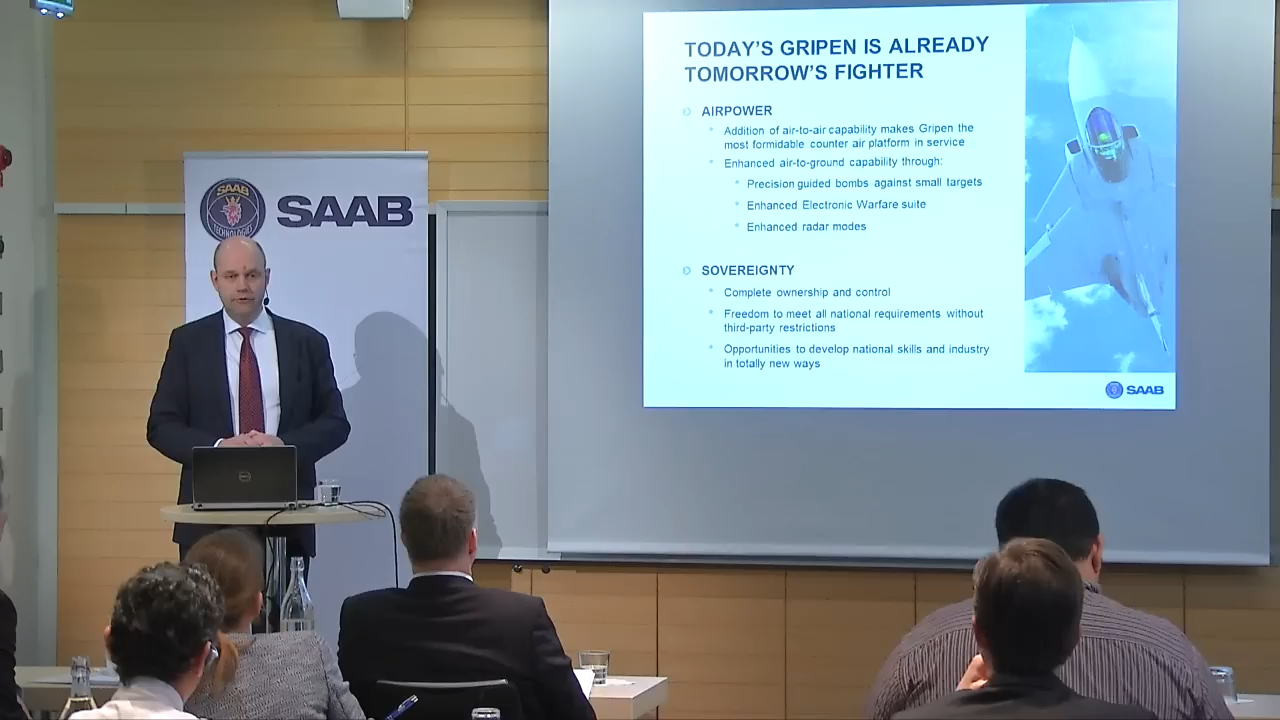 SAAB
TECHNOLOGIES
SAAB
TODAY'S GRIPEN IS ALREADY
TOMORROW'S FIGHTER
AIRPOWER
Addition of air-to-air capability makes Gripen the
most formidable counter air platform in service
Enhanced air-to-ground capability through:
Precision guided bombs against small targets
Enhanced Electronic Warfare suite
Enhanced radar modes
SOVEREIGNTY
Complete ownership and control
Freedom to meet all national requirements without
third-party restrictions
Opportunities to develop national skills and industry
in totally new ways
SAAB
DELL